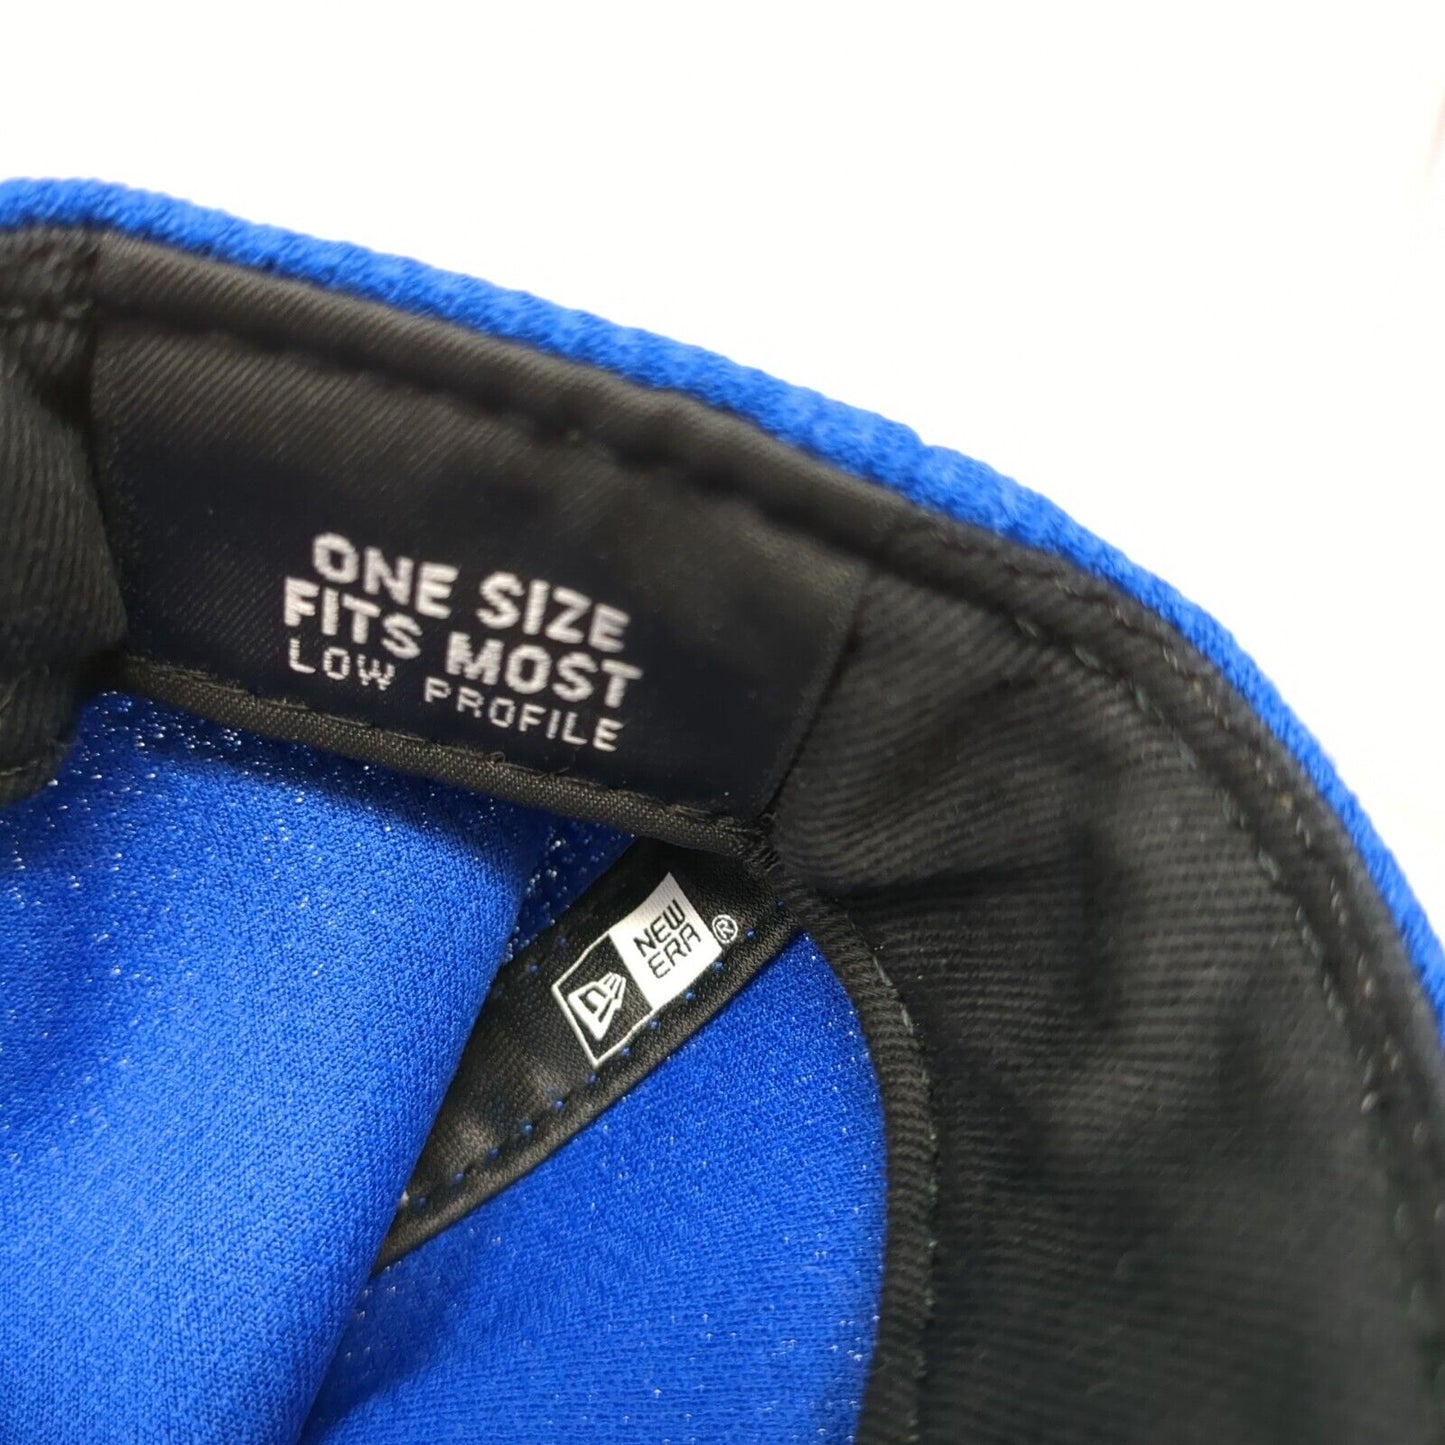 ONE SIZE
FITS MOST
LOW PROFILE
NEW
ERA
®